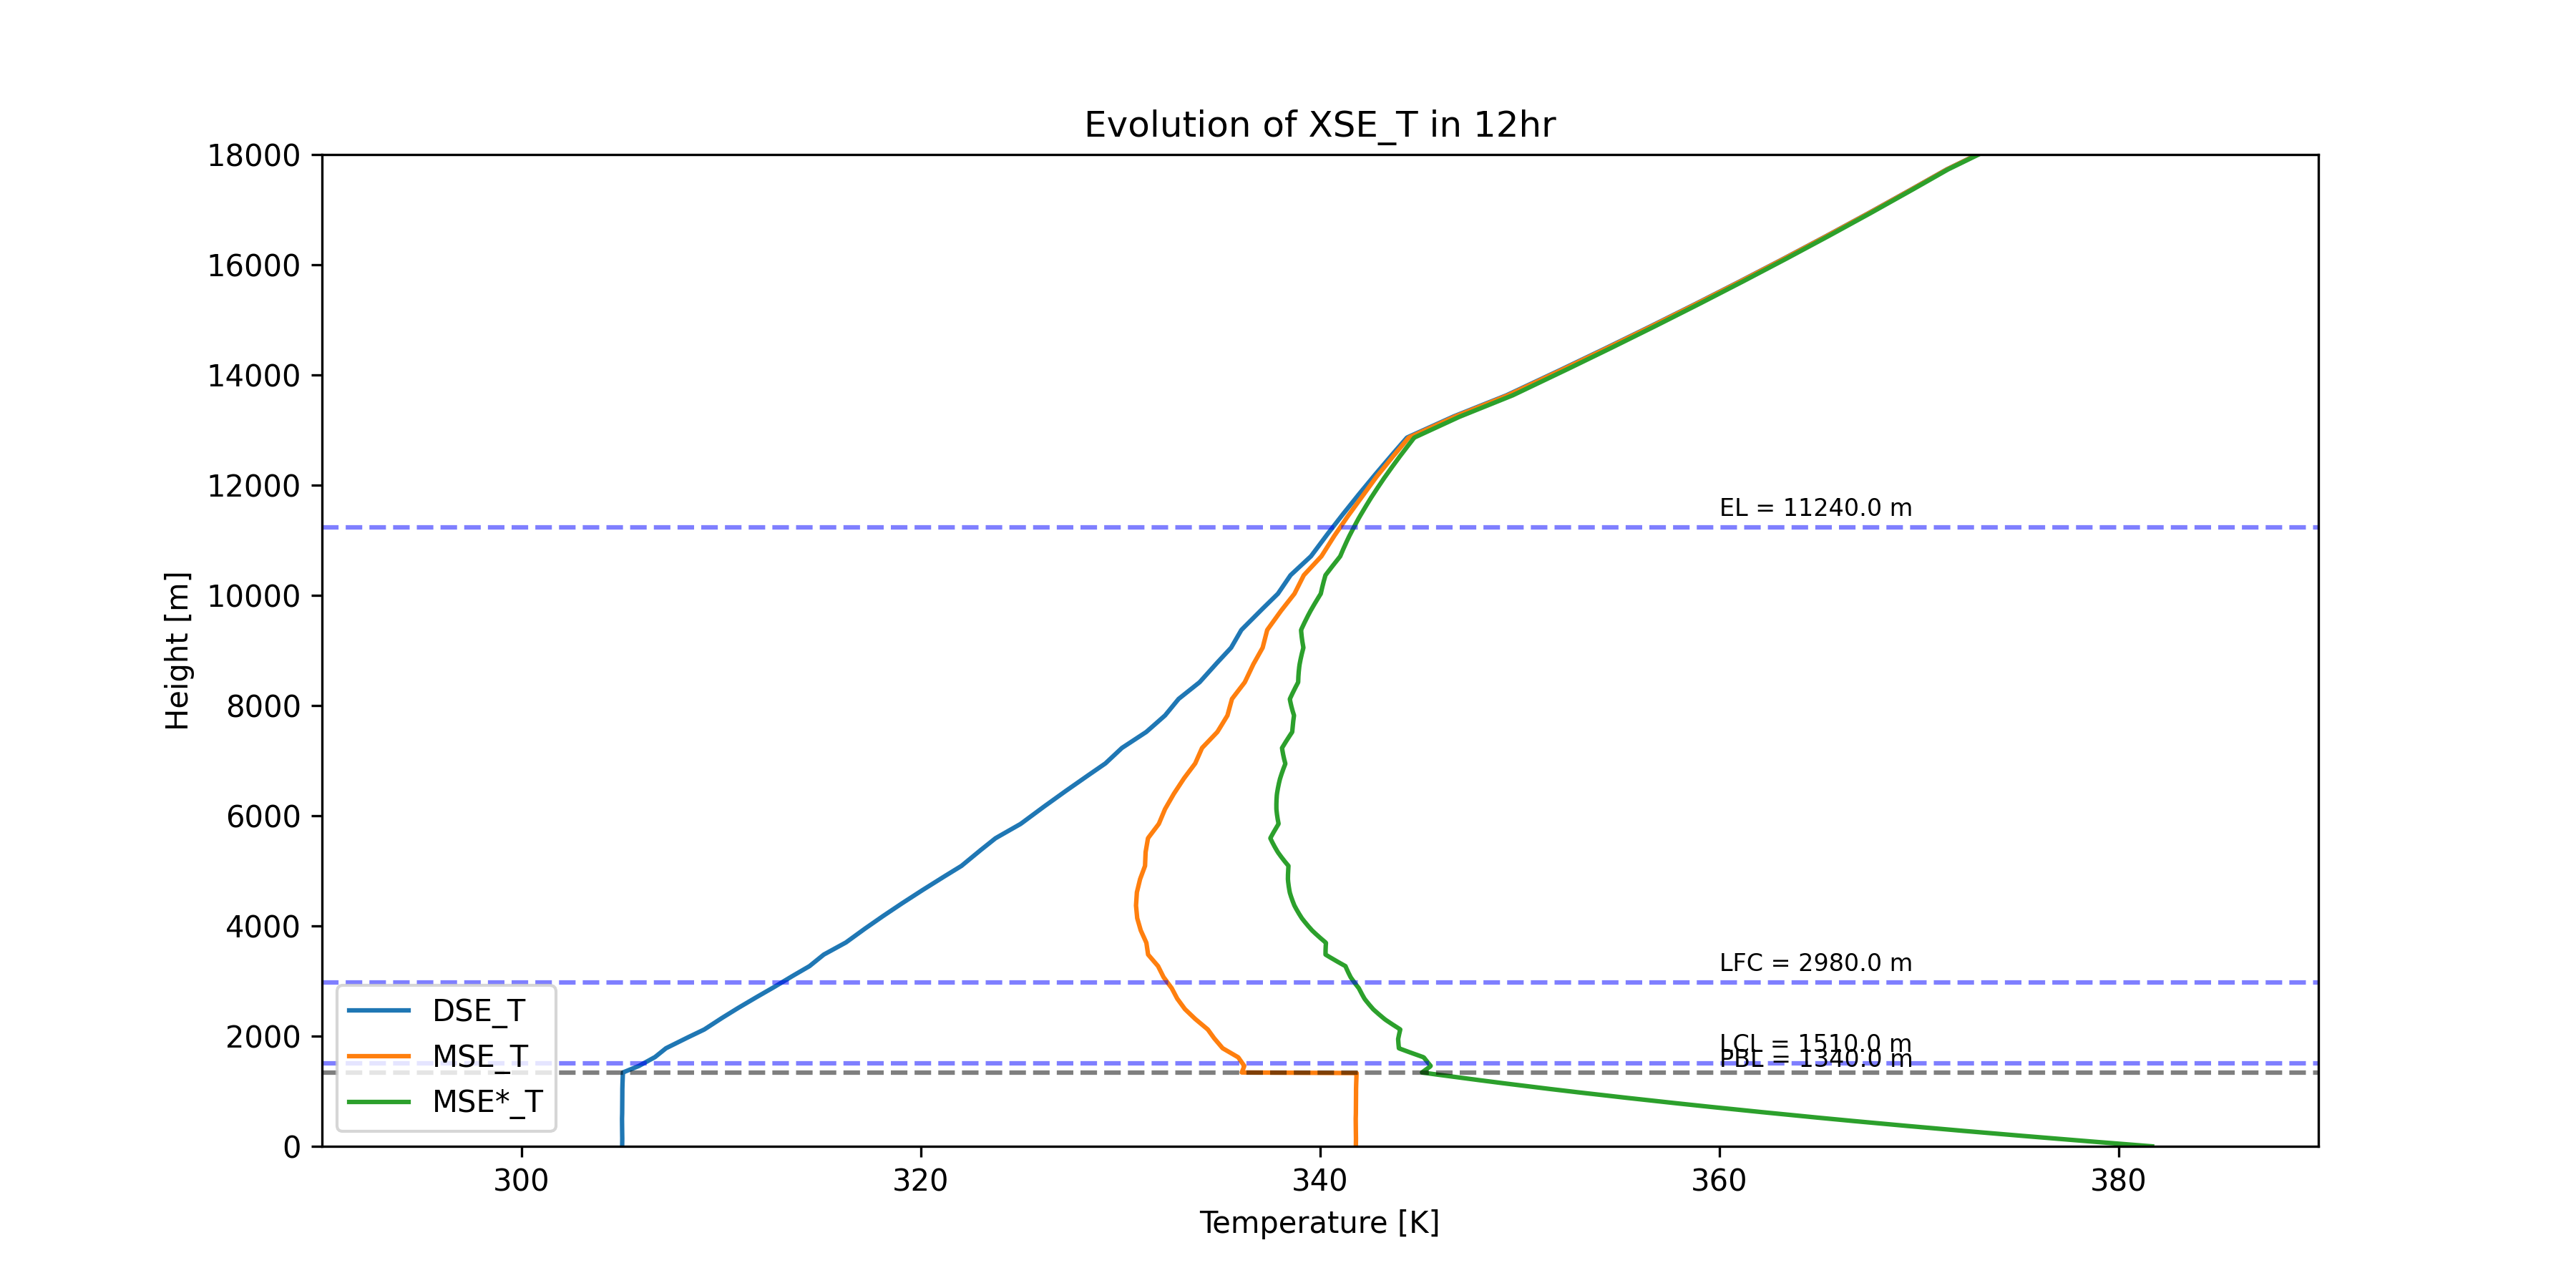 Evolution of XSE_T in 12hr
18000
16000
14000
12000
10000
8000
6000
4000
2000
0
Height [m]
EL = 11240.0 m
LFC = 2980.0 m
LCL = 1510.0 m
PBL = 1340.0 m
DSE_T
MSE_T
MSE*_T
300 320 340 360 380
Temperature [K]